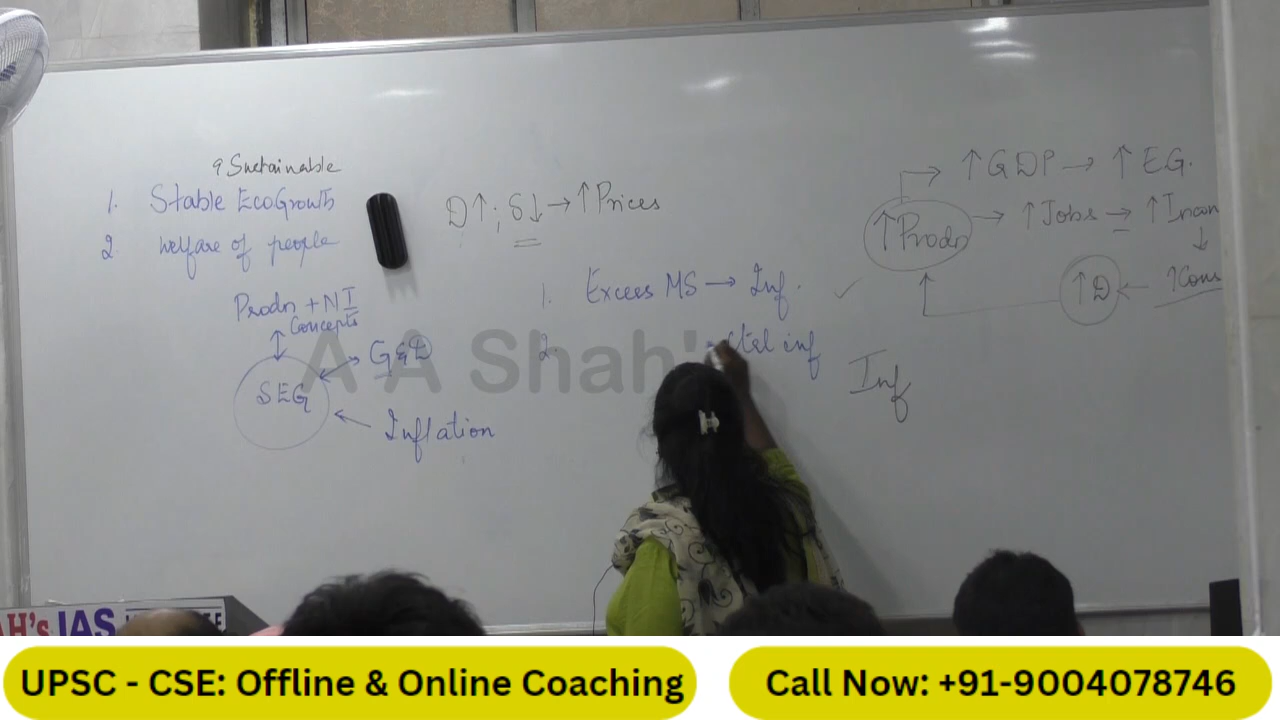 Sustainable
1. Stable EcoGrowth
2. Welfare of people
Prodn + NI
Concepts
SEG
G&D
Inflation
D↑ ; S↓ → ↑ Prices
1. Excess MS → Inf.
2. ctrl inf
Inf
↑ GDP → ↑ EG.
↑ Prodn → ↑ Jobs → ↑ Incom
↑ D ← ↑ Cons
A A Shah's
AH's IAS
UPSC - CSE: Offline & Online Coaching
Call Now: +91-9004078746